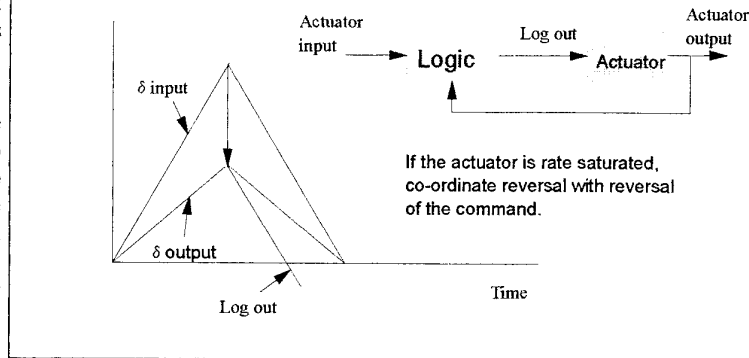 Actuator
input
Logic
Log out
Actuator
Actuator
output
δ input
δ output
Log out
Time
If the actuator is rate saturated,
co-ordinate reversal with reversal
of the command.